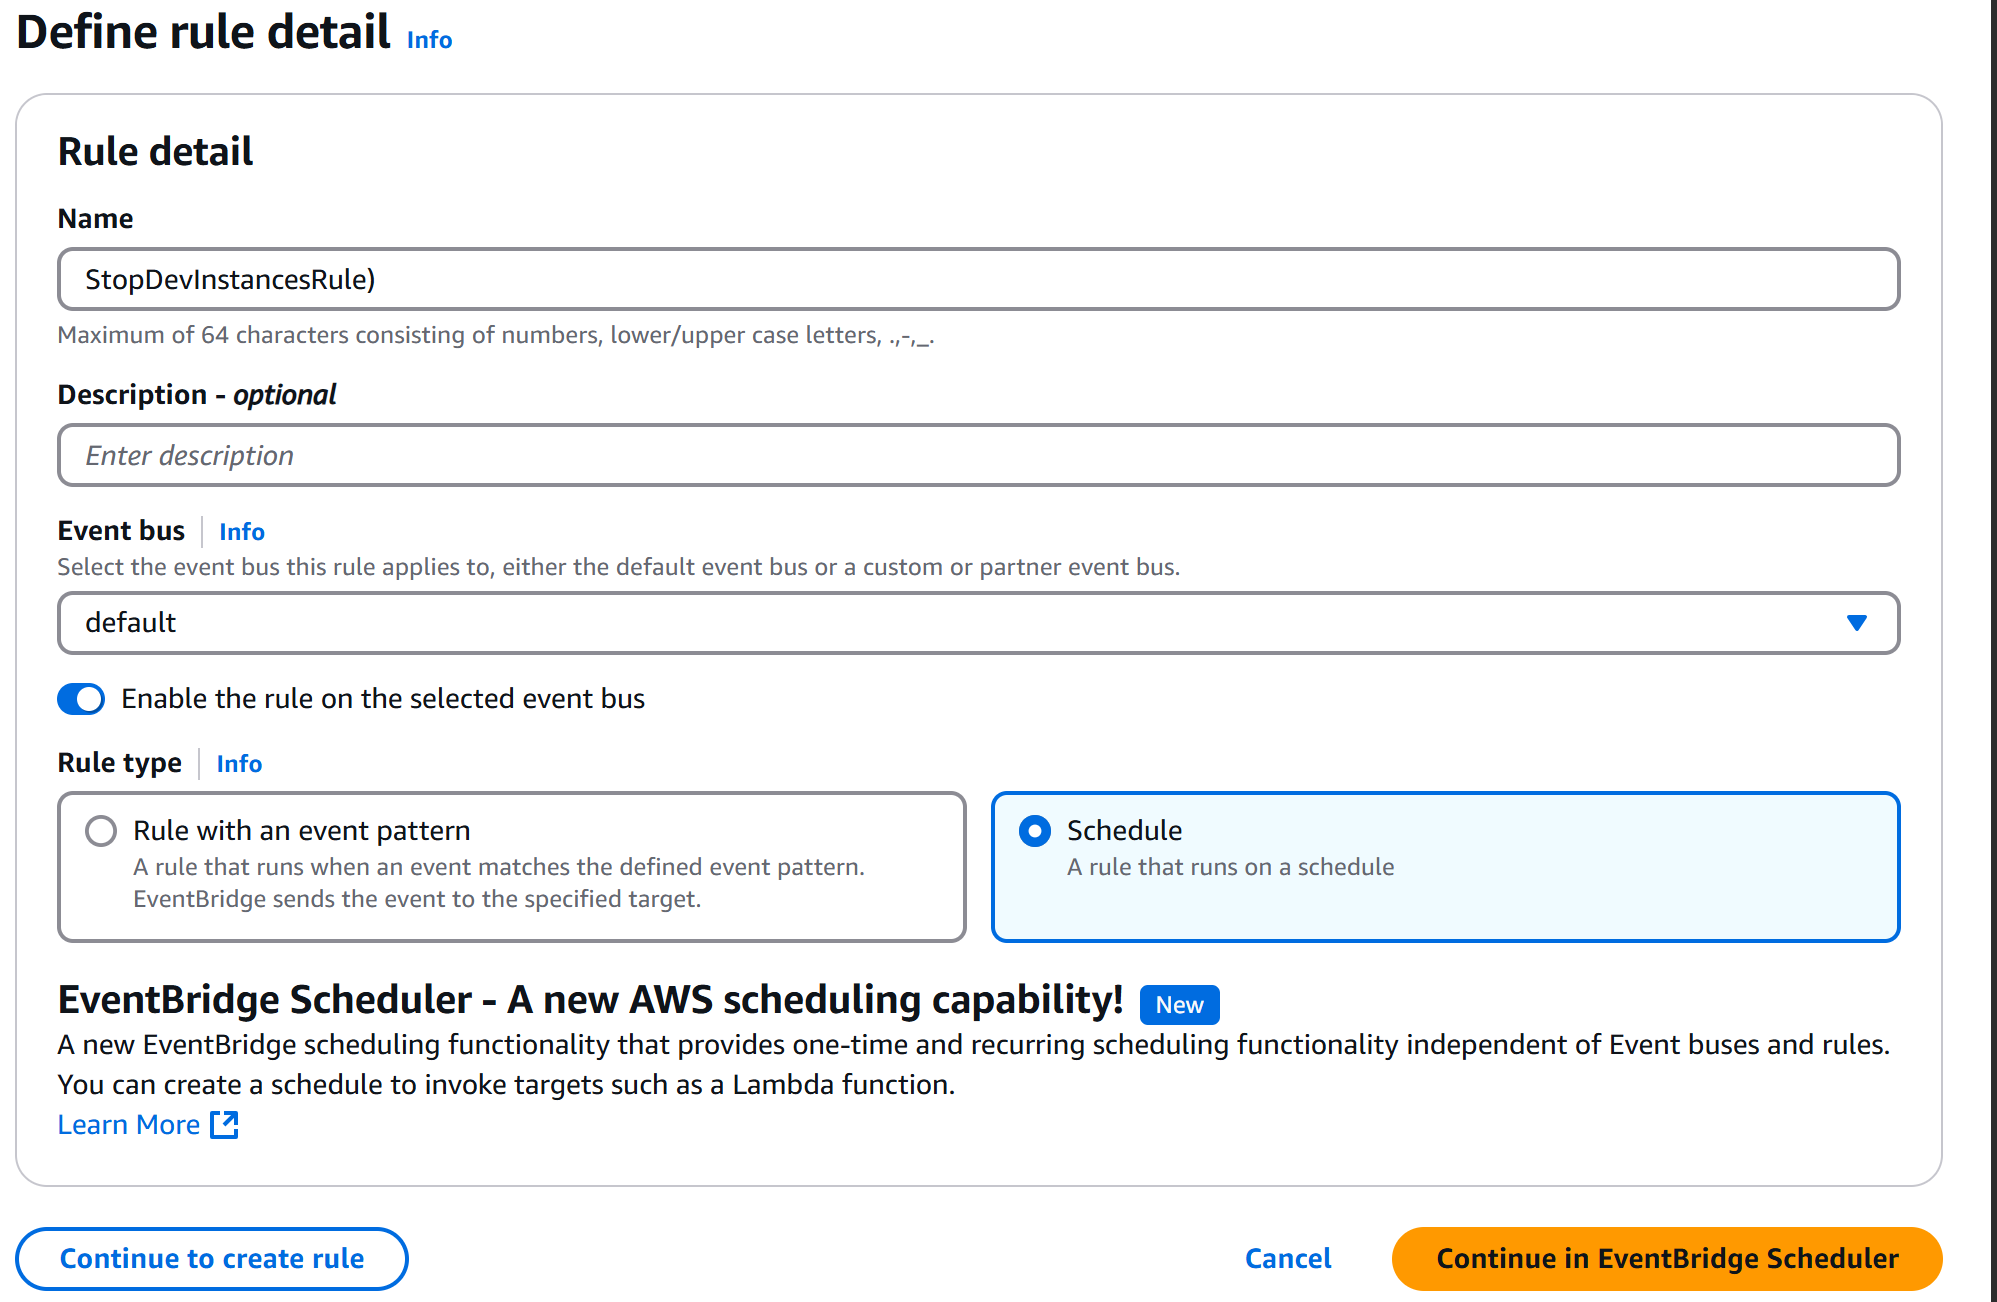 Define rule detail Info
Rule detail
Name
StopDevInstancesRule)
Maximum of 64 characters consisting of numbers, lower/upper case letters, .,-,_.
Description - optional
Enter description
Event bus Info
Select the event bus this rule applies to, either the default event bus or a custom or partner event bus.
default
Enable the rule on the selected event bus
Rule type Info
Rule with an event pattern
A rule that runs when an event matches the defined event pattern.
EventBridge sends the event to the specified target.
Schedule
A rule that runs on a schedule
EventBridge Scheduler - A new AWS scheduling capability! New
A new EventBridge scheduling functionality that provides one-time and recurring scheduling functionality independent of Event buses and rules.
You can create a schedule to invoke targets such as a Lambda function.
Learn More
Continue to create rule
Cancel
Continue in EventBridge Scheduler